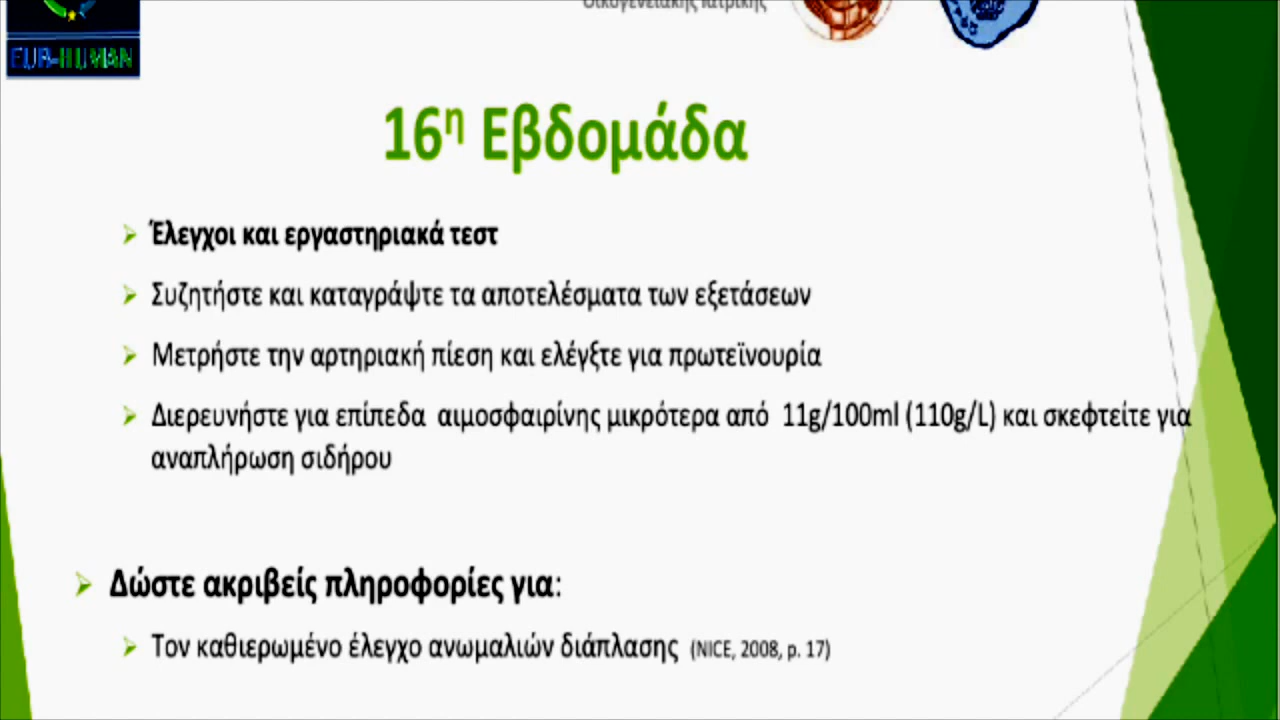 Οικογενειακής Ιατρικής
EUR-HUMAN
16η Εβδομάδα
Έλεγχοι και εργαστηριακά τεστ
Συζητήστε και καταγράψτε τα αποτελέσματα των εξετάσεων
Μετρήστε την αρτηριακή πίεση και ελέγξτε για πρωτεϊνουρία
Διερευνήστε για επίπεδα αιμοσφαιρίνης μικρότερα από 11g/100ml (110g/L) και σκεφτείτε για
αναπλήρωση σιδήρου
Δώστε ακριβείς πληροφορίες για:
Τον καθιερωμένο έλεγχο ανωμαλιών διάπλασης (NICE, 2008, p. 17)